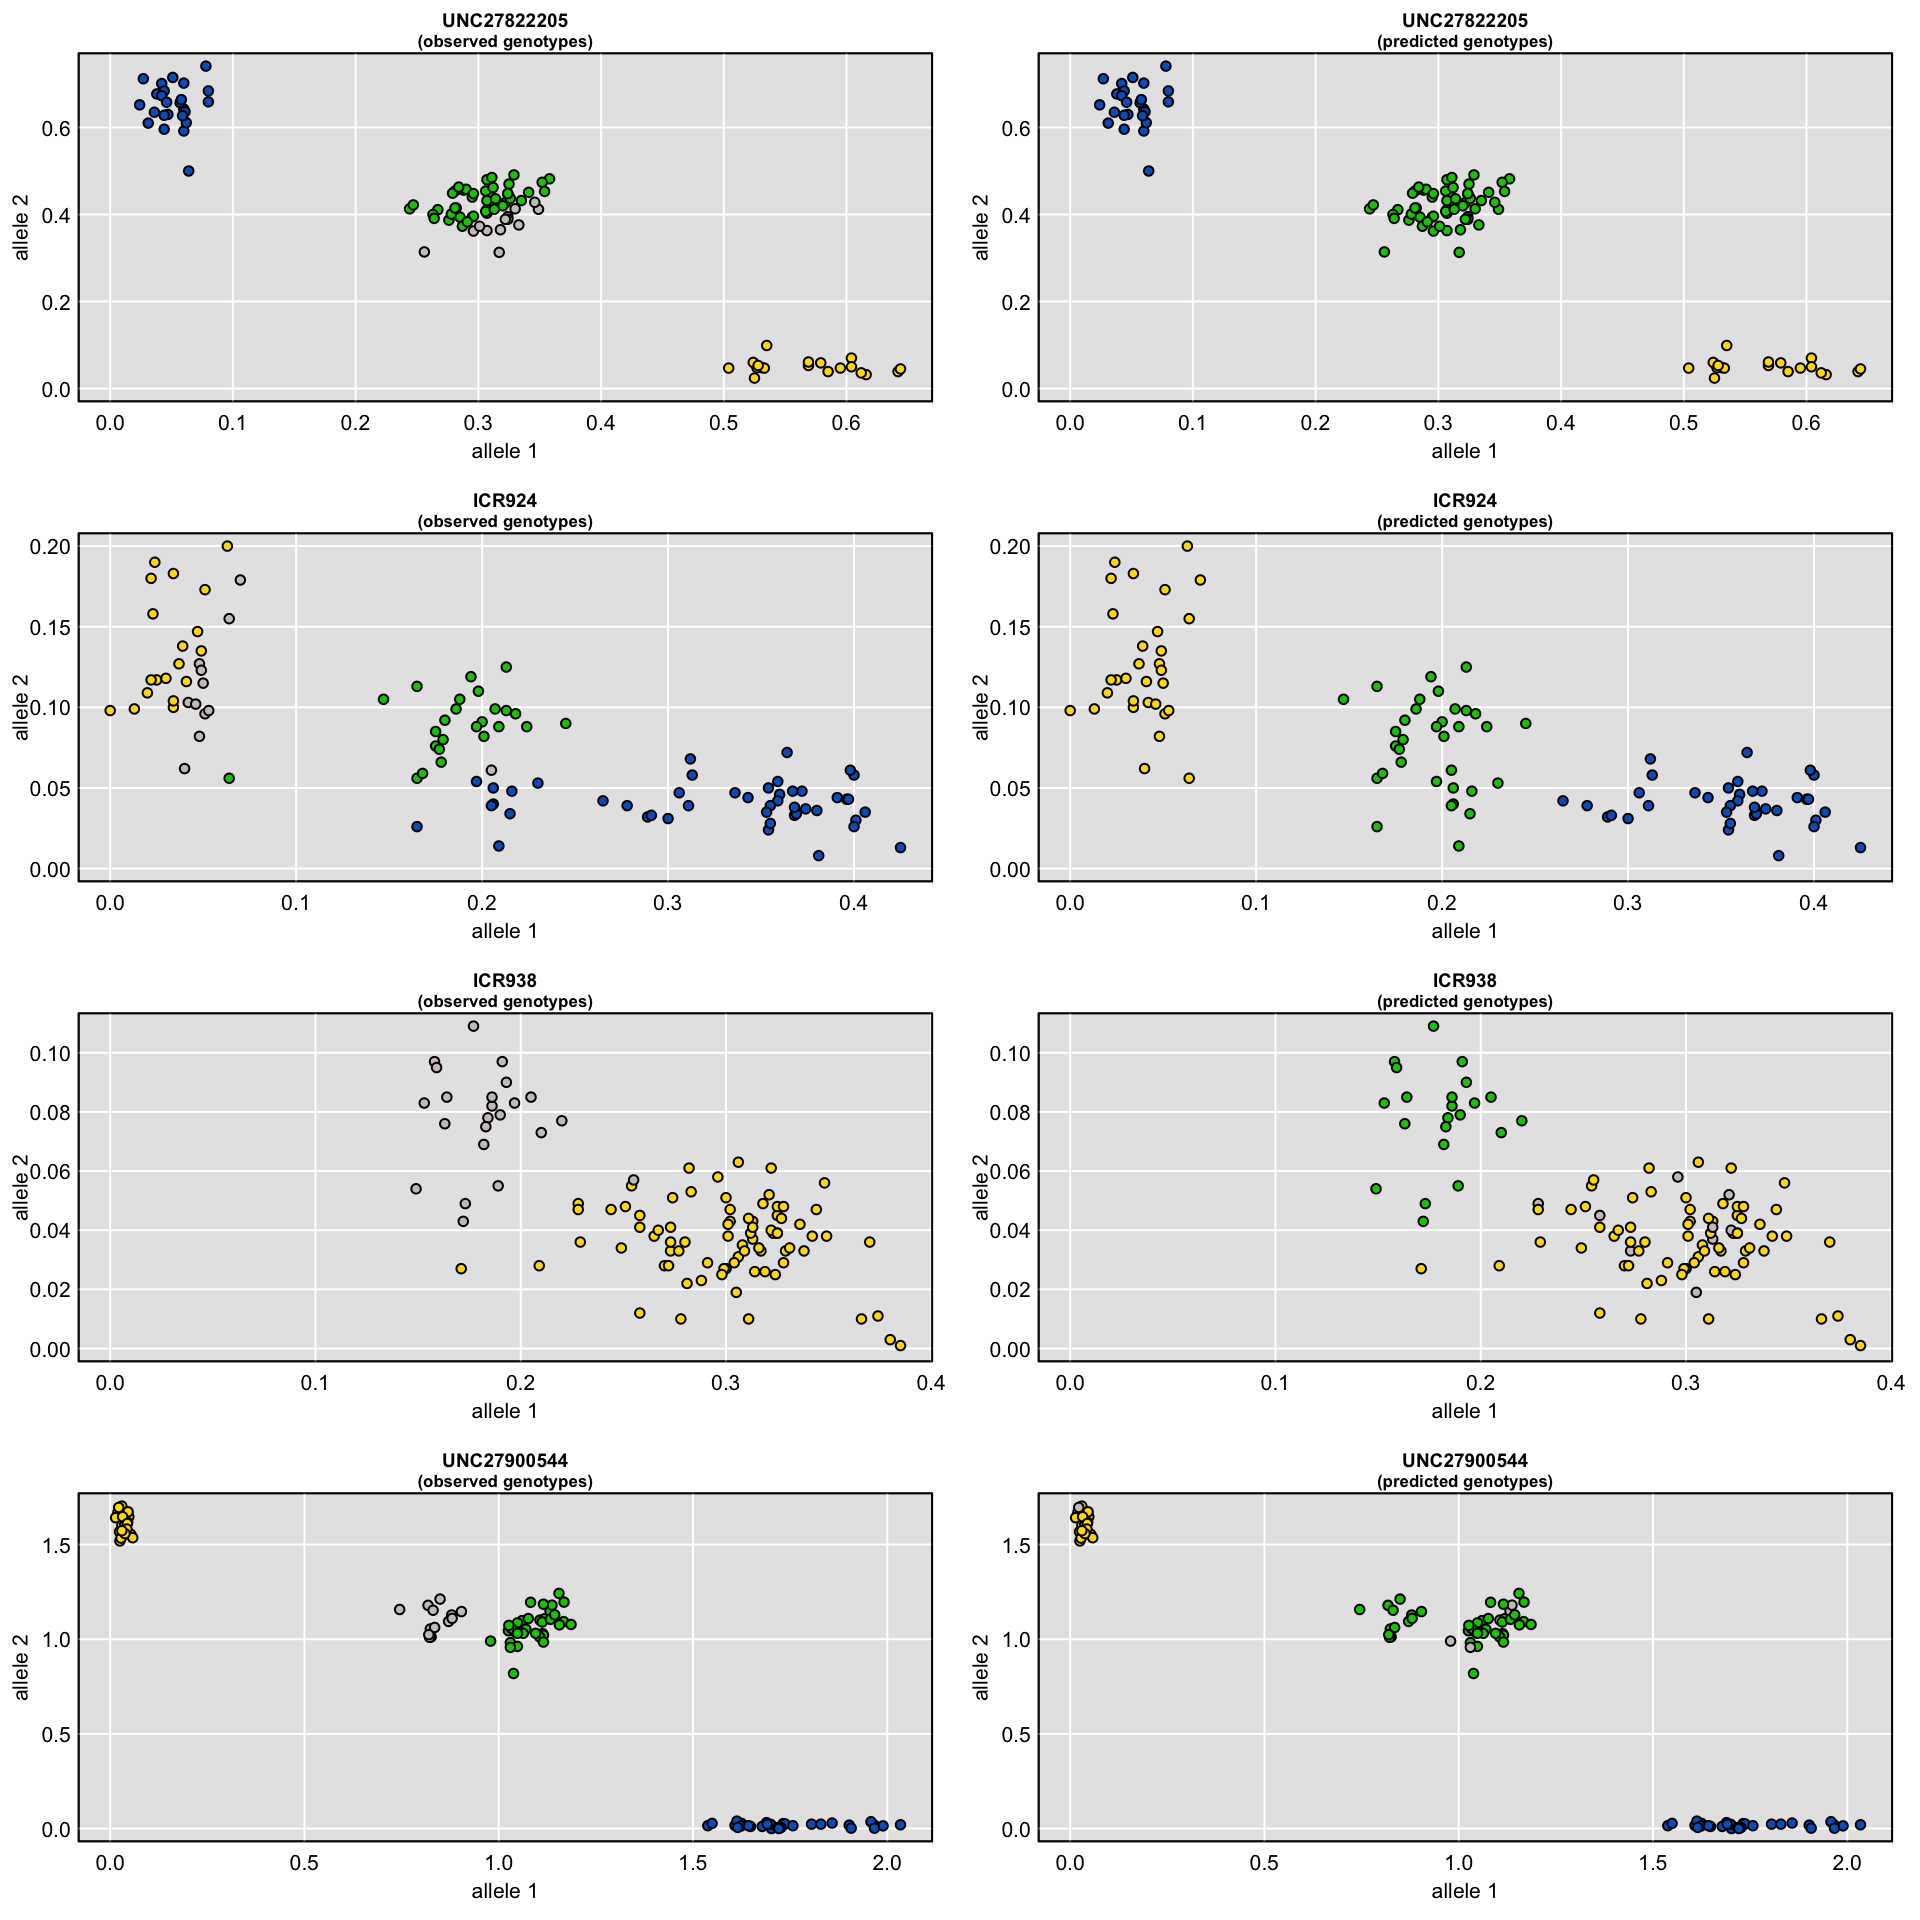 UNC27822205
(observed genotypes)
allele 2
0.6
0.4
0.2
0.0
0.0 0.1 0.2 0.3 0.4 0.5 0.6
allele 1
UNC27822205
(predicted genotypes)
allele 2
0.6
0.4
0.2
0.0
0.0 0.1 0.2 0.3 0.4 0.5 0.6
allele 1
ICR924
(observed genotypes)
allele 2
0.20
0.15
0.10
0.05
0.00
0.0 0.1 0.2 0.3 0.4
allele 1
ICR924
(predicted genotypes)
allele 2
0.20
0.15
0.10
0.05
0.00
0.0 0.1 0.2 0.3 0.4
allele 1
ICR938
(observed genotypes)
allele 2
0.10
0.08
0.06
0.04
0.02
0.00
0.0 0.1 0.2 0.3 0.4
allele 1
ICR938
(predicted genotypes)
allele 2
0.10
0.08
0.06
0.04
0.02
0.00
0.0 0.1 0.2 0.3 0.4
allele 1
UNC27900544
(observed genotypes)
allele 2
1.5
1.0
0.5
0.0
0.0 0.5 1.0 1.5 2.0
allele 1
UNC27900544
(predicted genotypes)
allele 2
1.5
1.0
0.5
0.0
0.0 0.5 1.0 1.5 2.0
allele 1